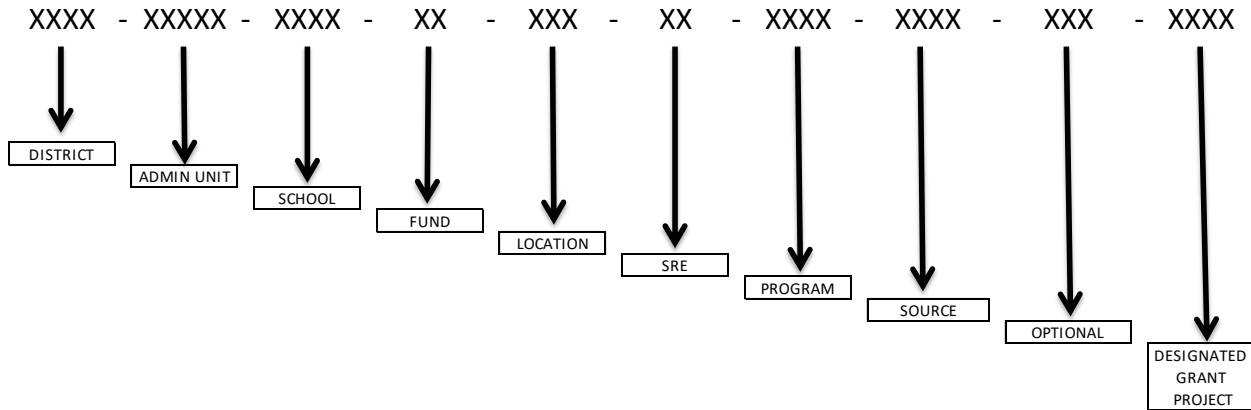 XXXX - XXXXX - XXXX - XX - XXX - XX - XXXX - XXXX - XXX - XXXX
DISTRICT
ADMIN UNIT
SCHOOL
FUND
LOCATION
SRE
PROGRAM
SOURCE
OPTIONAL
DESIGNATED
GRANT
PROJECT